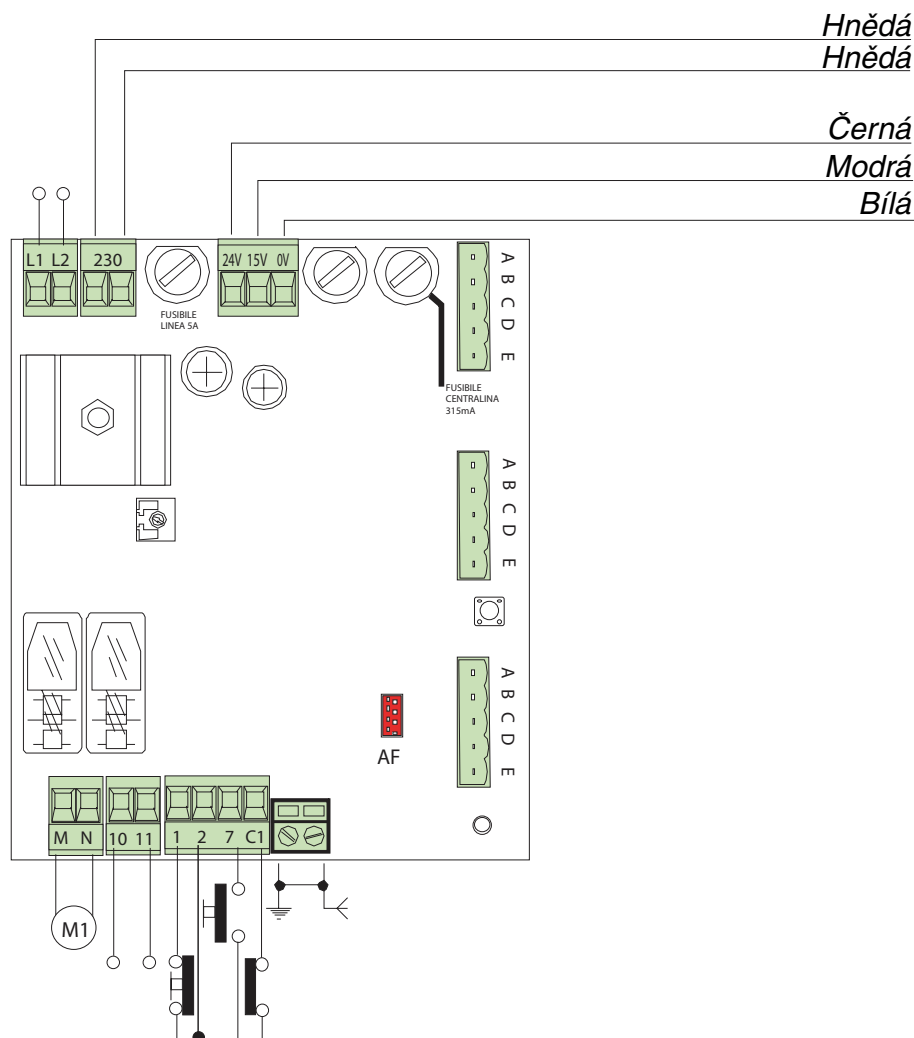 Hnědá
Hnědá
Černá
Modrá
Bílá
L1 L2
230
24V 15V 0V
FUSIBILE
LINEA 5A
FUSIBILE
CENTRALINA
315mA
A B C D E
A B C D E
A B C D E
AF
M N
10 11
1 2 7 C1
M1